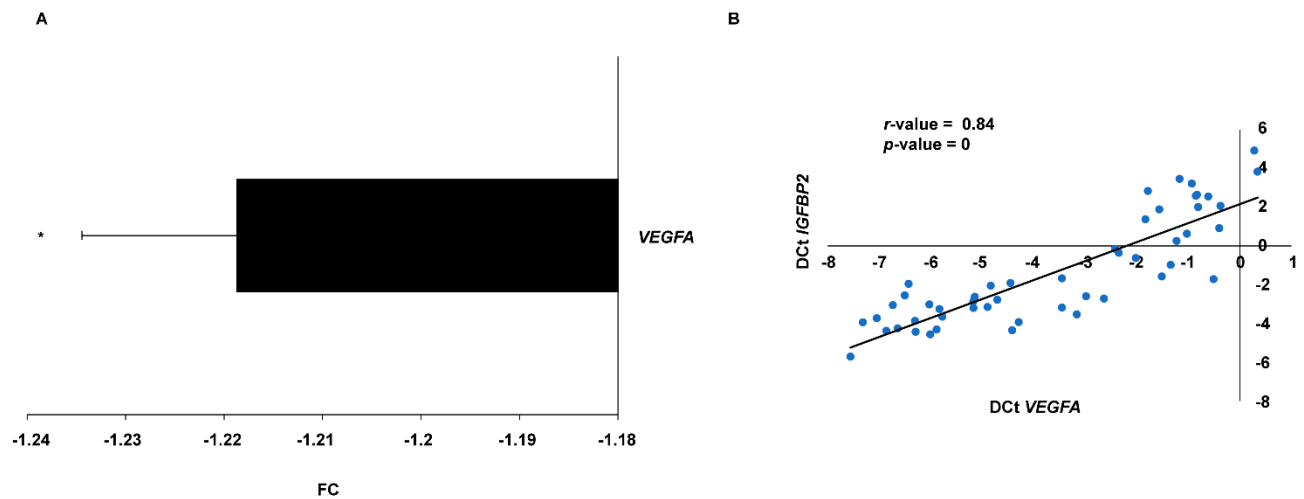 A
*
VEGFA
-1.24 -1.23 -1.22 -1.21 -1.2 -1.19 -1.18
FC
B
r-value = 0.84
p-value = 0
DCt IGFBP2
6
4
2
0
-2
-4
-6
-8
-8 -7 -6 -5 -4 -3 -2 -1 0 1
DCt VEGFA